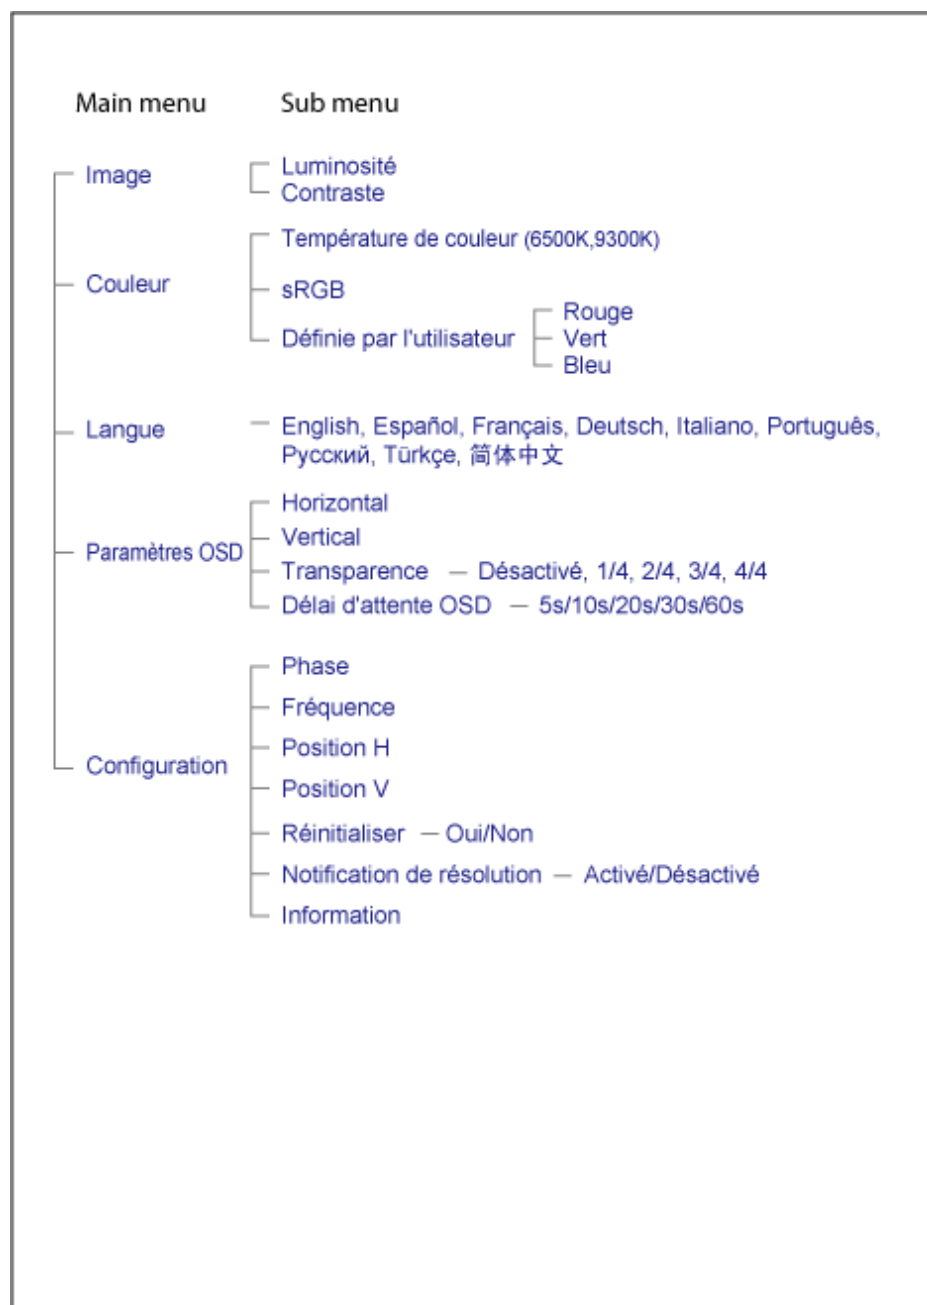 Main menu Sub menu
Image
Luminosité
Contraste
Couleur
Température de couleur (6500K,9300K)
sRGB
Définie par l'utilisateur
Rouge
Vert
Bleu
Langue
English, Español, Français, Deutsch, Italiano, Português,
Русский, Türkçe, 简体中文
Paramètres OSD
Horizontal
Vertical
Transparence — Désactivé, 1/4, 2/4, 3/4, 4/4
Délai d'attente OSD — 5s/10s/20s/30s/60s
Configuration
Phase
Fréquence
Position H
Position V
Réinitialiser — Oui/Non
Notification de résolution — Activé/Désactivé
Information